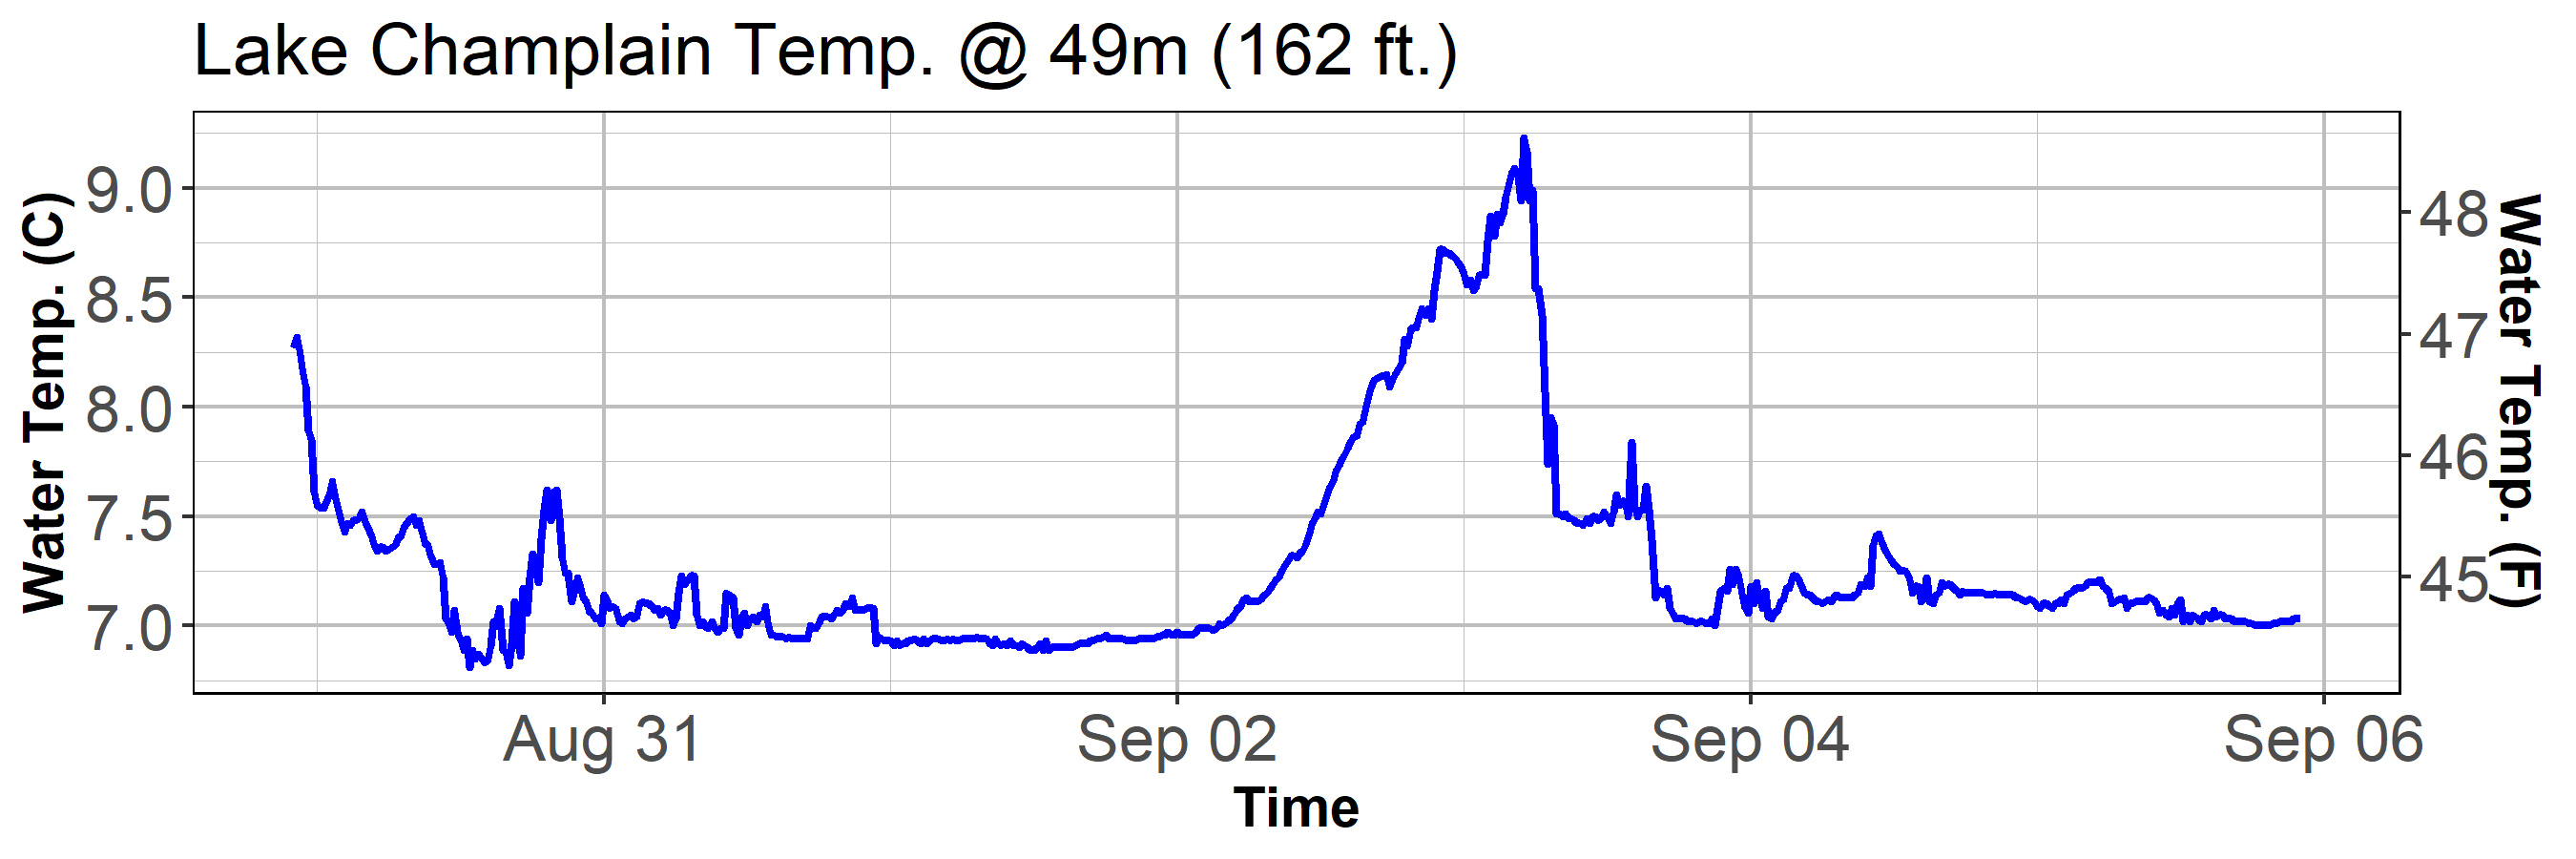 Lake Champlain Temp. @ 49m (162 ft.)
Water Temp. (C)
9.0
8.5
8.0
7.5
7.0
48
47
46
45
Water Temp. (F)
Aug 31 Sep 02 Sep 04 Sep 06
Time